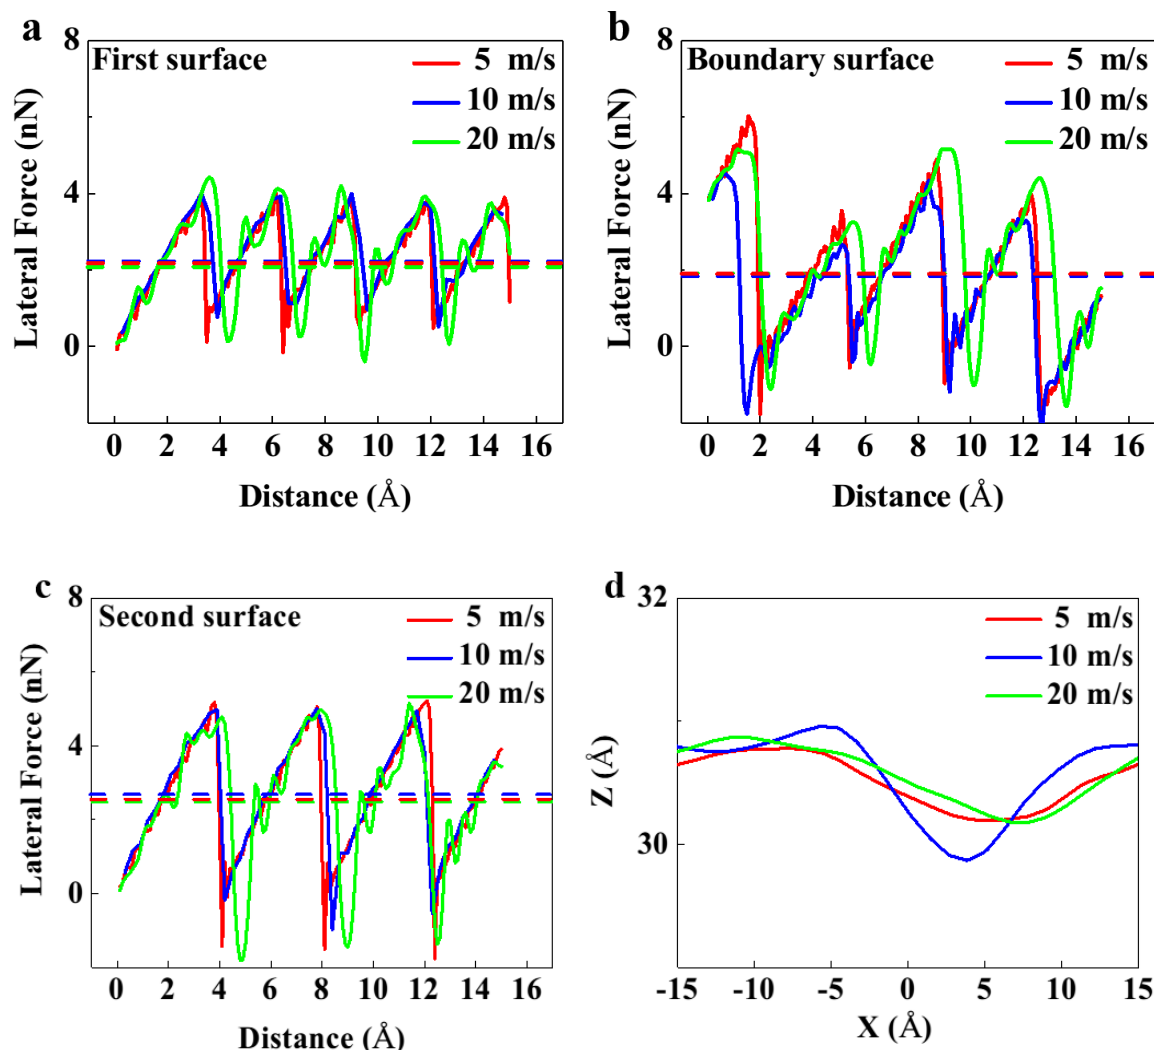 a
First surface
5 m/s
10 m/s
20 m/s
Lateral Force (nN)
8
4
0
0 2 4 6 8 10 12 14 16
Distance (Å)
b
Boundary surface
5 m/s
10 m/s
20 m/s
Lateral Force (nN)
8
4
0
0 2 4 6 8 10 12 14 16
Distance (Å)
c
Second surface
5 m/s
10 m/s
20 m/s
Lateral Force (nN)
8
4
0
0 2 4 6 8 10 12 14 16
Distance (Å)
d
5 m/s
10 m/s
20 m/s
Z (Å)
32
30
-15 -10 -5 0 5 10 15
X (Å)